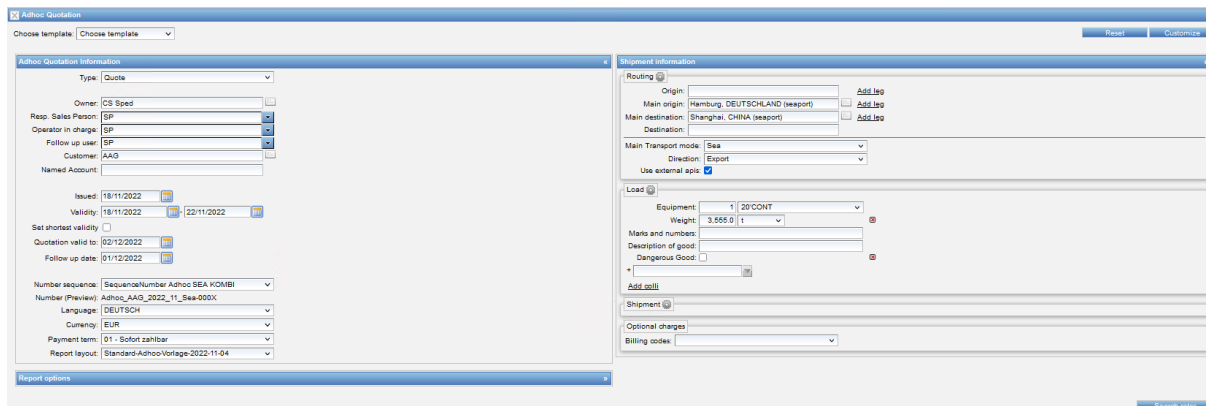 Adhoc Quotation
Choose template: Choose template
Reset Customize
Adhoc Quotation Information
Type: Quote
Owner: CS Sped
Resp. Sales Person: SP
Operator in charge: SP
Follow up user: SP
Customer: AAG
Named Account:
Issued: 18/11/2022
Validity: 18/11/2022 - 22/11/2022
Set shortest validity
Quotation valid to: 02/12/2022
Follow up date: 01/12/2022
Number sequence: SequenceNumber Adhoc SEA KOMBI
Number (Preview): Adhoc_AAG_2022_11_Sea-000X
Language: DEUTSCH
Currency: EUR
Payment term: 01 - Sofort zahlbar
Report layout: Standard-Adhoc-Vorlage-2022-11-04
Report options
Shipment information
Routing
Origin: Add leg
Main origin: Hamburg, DEUTSCHLAND (seaport) Add leg
Main destination: Shanghai, CHINA (seaport) Add leg
Destination:
Main Transport mode: Sea
Direction: Export
Use external apis:
Load
Equipment: 1 20'CONT
Weight: 3,555.0 t
Marks and numbers:
Description of good:
Dangerous Good:
+
Add colli
Shipment
Optional charges
Billing codes: